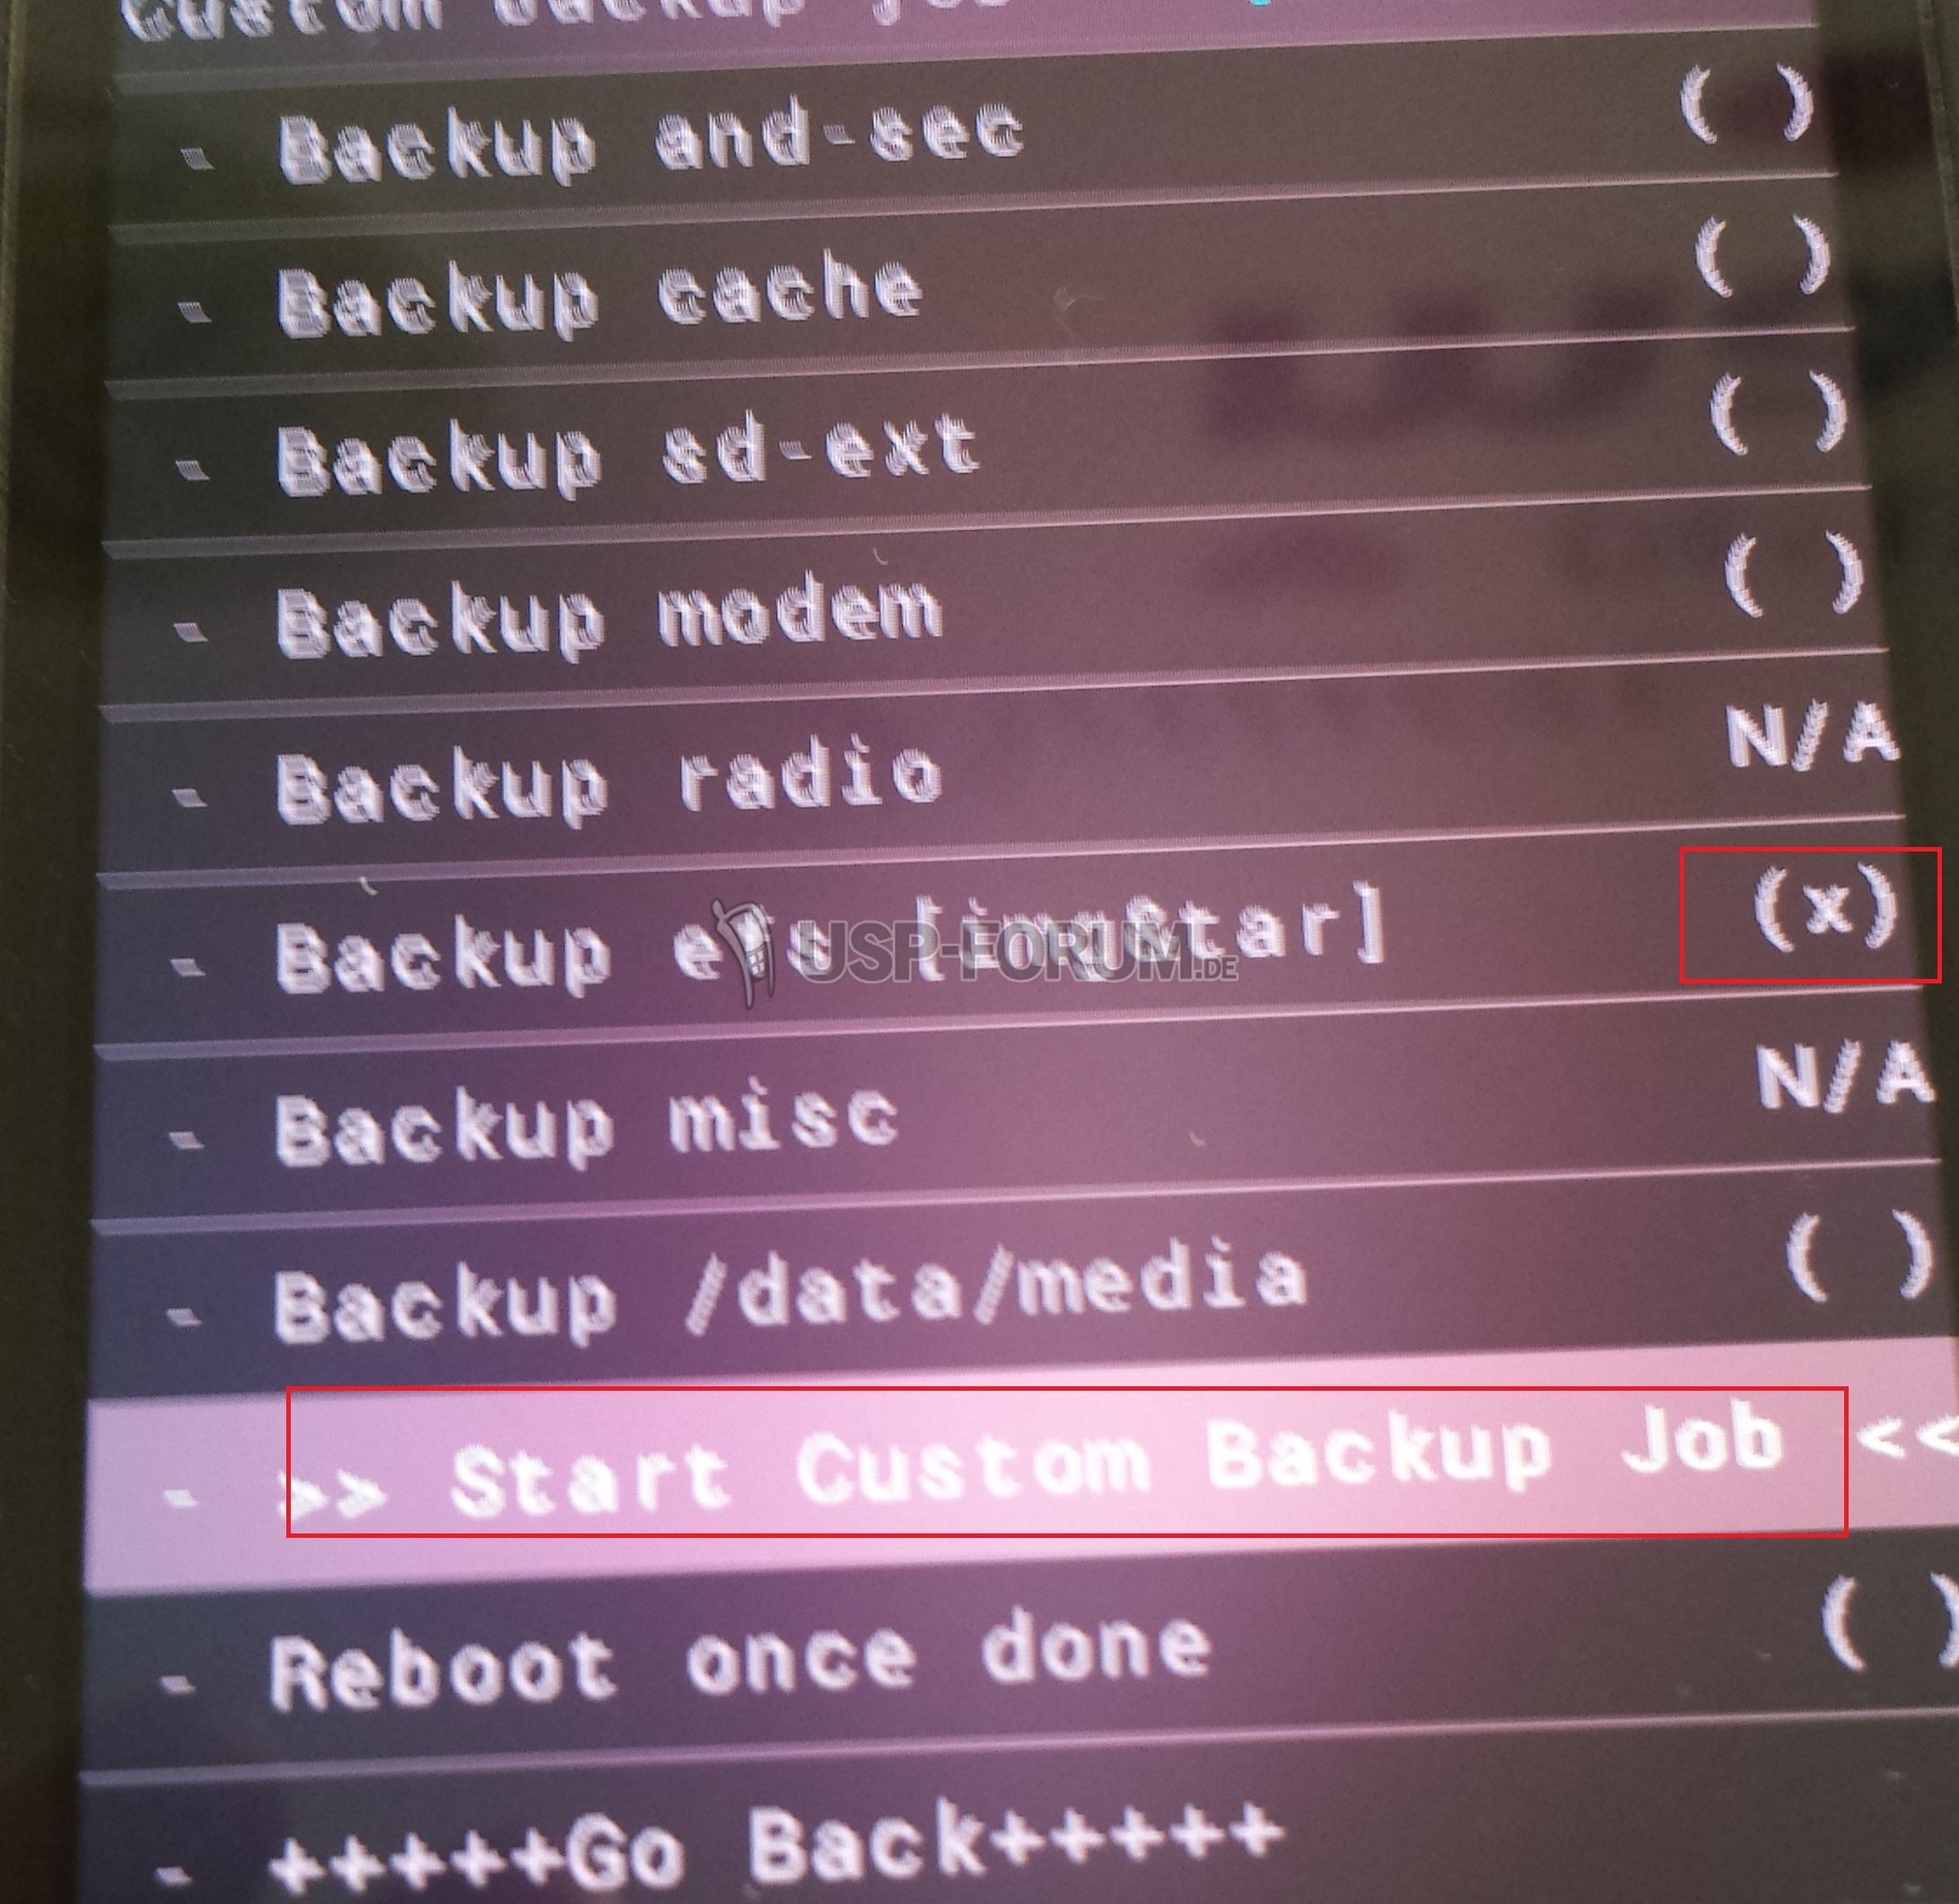 Custom backup job
- Backup and-sec ( )
- Backup cache ( )
- Backup sd-ext ( )
- Backup modem ( )
- Backup radio N/A
- Backup efs [img&tar] (x)
USP-FORUM.DE
- Backup misc N/A
- Backup /data/media ( )
- >> Start Custom Backup Job <<
- Reboot once done ( )
- +++++Go Back+++++